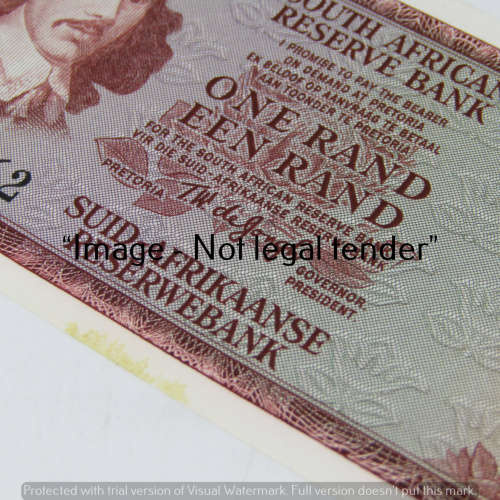 SOUTH AFRICAN
RESERVE BANK
I PROMISE TO PAY THE BEARER
ON DEMAND AT PRETORIA
EK BELOOF OP AANVRAAG TE BETAAL
AAN TOONDER TE PRETORIA
ONE RAND
EEN RAND
FOR THE SOUTH AFRICAN RESERVE BANK
VIR DIE SUID-AFRIKAANSE RESERWEBANK
PRETORIA
GOVERNOR
PRESIDENT
SUID-AFRIKAANSE
RESERWEBANK
2
“Image. Not legal tender”
Protected with trial version of Visual Watermark. Full version doesn't put this mark.